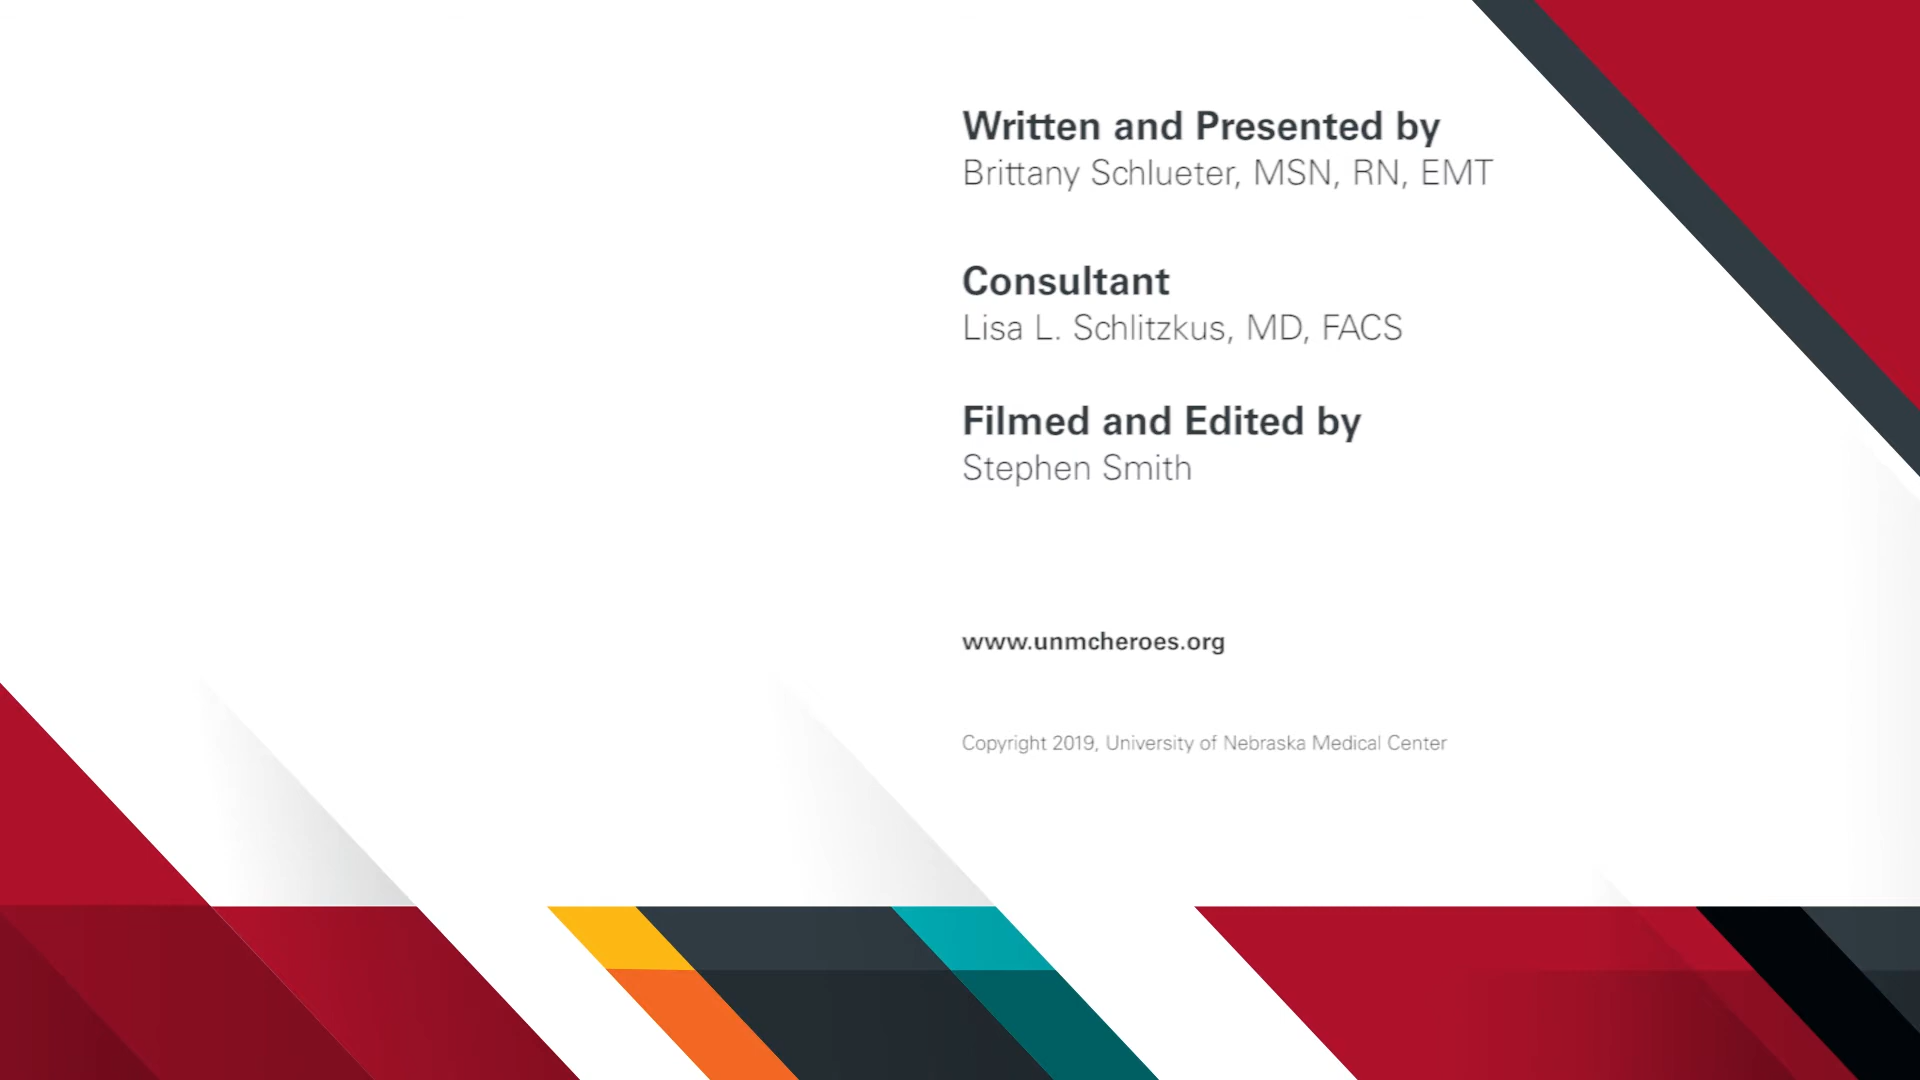 Written and Presented by
Brittany Schlueter, MSN, RN, EMT
Consultant
Lisa L. Schlitzkus, MD, FACS
Filmed and Edited by
Stephen Smith
www.unmcheroes.org
Copyright 2019, University of Nebraska Medical Center